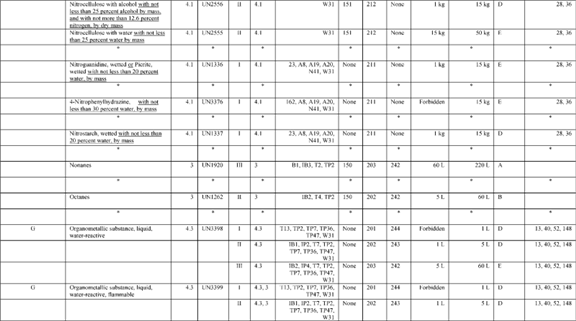 Nitrocellulose with alcohol with not 4.1 UN2556 II 4.1 W31 151 212 None 1 kg 15 kg D 28, 36
less than 25 percent alcohol by mass,
and with not more than 12.6 percent
nitrogen, by dry mass
Nitrocellulose with water with not less 4.1 UN2555 II 4.1 W31 151 212 None 15 kg 50 kg E 28, 36
than 25 percent water by mass
* * * * * * *
Nitroguanidine, wetted or Picrite, 4.1 UN1336 I 4.1 23, A8, A19, A20, None 211 None 1 kg 15 kg E 28, 36
wetted with not less than 20 percent N41, W31
water, by mass
* * * * * * *
4-Nitrophenylhydrazine, with not 4.1 UN3376 I 4.1 162, A8, A19, A20, None 211 None Forbidden 15 kg E 28, 36
less than 30 percent water, by mass N41, W31
* * * * * * *
Nitrostarch, wetted with not less than 4.1 UN1337 I 4.1 23, A8, A19, A20, None 211 None 1 kg 15 kg D 28, 36
20 percent water, by mass N41, W31
* * * * * * *
Nonanes 3 UN1920 III 3 B1, IB3, T2, TP2 150 203 242 60 L 220 L A
* * * * * * *
Octanes 3 UN1262 II 3 IB2, T4, TP2 150 202 242 5 L 60 L B
* * * * * * *
G Organometallic substance, liquid, 4.3 UN3398 I 4.3 T13, TP2, TP7, TP36, None 201 244 Forbidden 1 L D 13, 40, 52, 148
water-reactive TP47, W31
II 4.3 IB1, IP2, T7, TP2, None 202 243 1 L 5 L D 13, 40, 52, 148
TP7, TP36, TP47,
W31
III 4.3 IB2, IP4, T7, TP2, None 203 242 5 L 60 L E 13, 40, 52, 148
TP7, TP36, TP47,
W31
G Organometallic substance, liquid, 4.3 UN3399 I 4.3, 3 T13, TP2, TP7, TP36, None 201 244 Forbidden 1 L D 13, 40, 52, 148
water-reactive, flammable TP47, W31
II 4.3, 3 IB1, IP2, T7, TP2, None 202 243 1 L 5 L D 13, 40, 52, 148
TP7, TP36, TP47,
W31